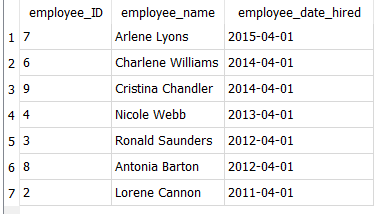 employee_ID employee_name employee_date_hired
1 7 Arlene Lyons 2015-04-01
2 6 Charlene Williams 2014-04-01
3 9 Cristina Chandler 2014-04-01
4 4 Nicole Webb 2013-04-01
5 3 Ronald Saunders 2012-04-01
6 8 Antonia Barton 2012-04-01
7 2 Lorene Cannon 2011-04-01